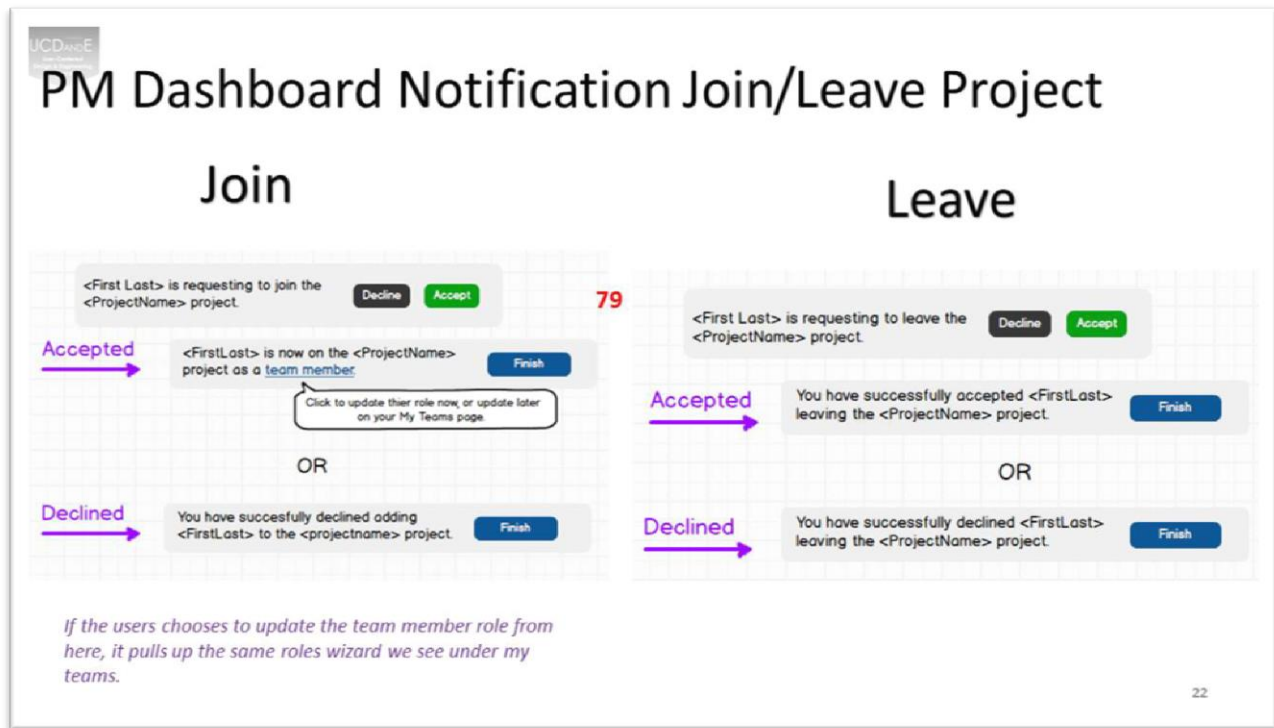 UCDANDE
User-Centered
Design & Engineering
PM Dashboard Notification Join/Leave Project
Join
<First Last> is requesting to join the
<ProjectName> project.
Decline
Accept
Accepted
<FirstLast> is now on the <ProjectName>
project as a team member.
Finish
Click to update thier role now, or update later
on your My Teams page.
OR
Declined
You have succesfully declined adding
<FirstLast> to the <projectname> project.
Finish
If the users chooses to update the team member role from
here, it pulls up the same roles wizard we see under my
teams.
79
Leave
<First Last> is requesting to leave the
<ProjectName> project.
Decline
Accept
Accepted
You have successfully accepted <FirstLast>
leaving the <ProjectName> project.
Finish
OR
Declined
You have successfully declined <FirstLast>
leaving the <ProjectName> project.
Finish
22